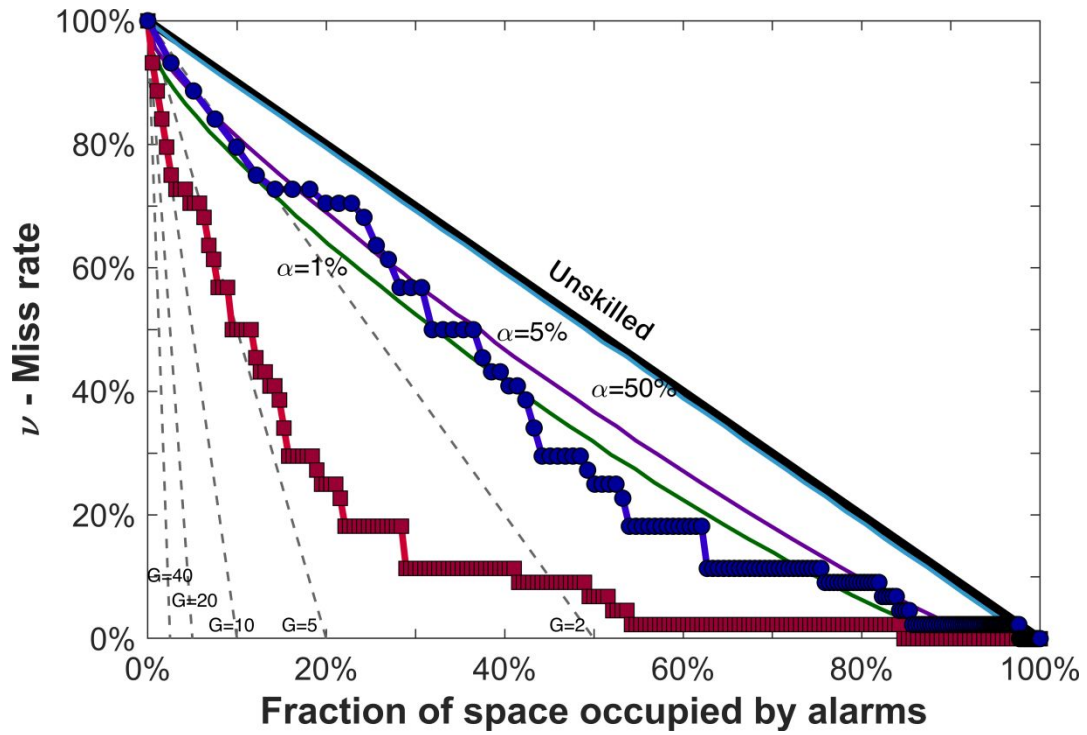 100%
80%
60%
40%
20%
0%
ν - Miss rate
Unskilled
α=1%
α=5%
α=50%
G=40
G=20
G=10
G=5
G=2
0%
20%
40%
60%
80%
100%
Fraction of space occupied by alarms